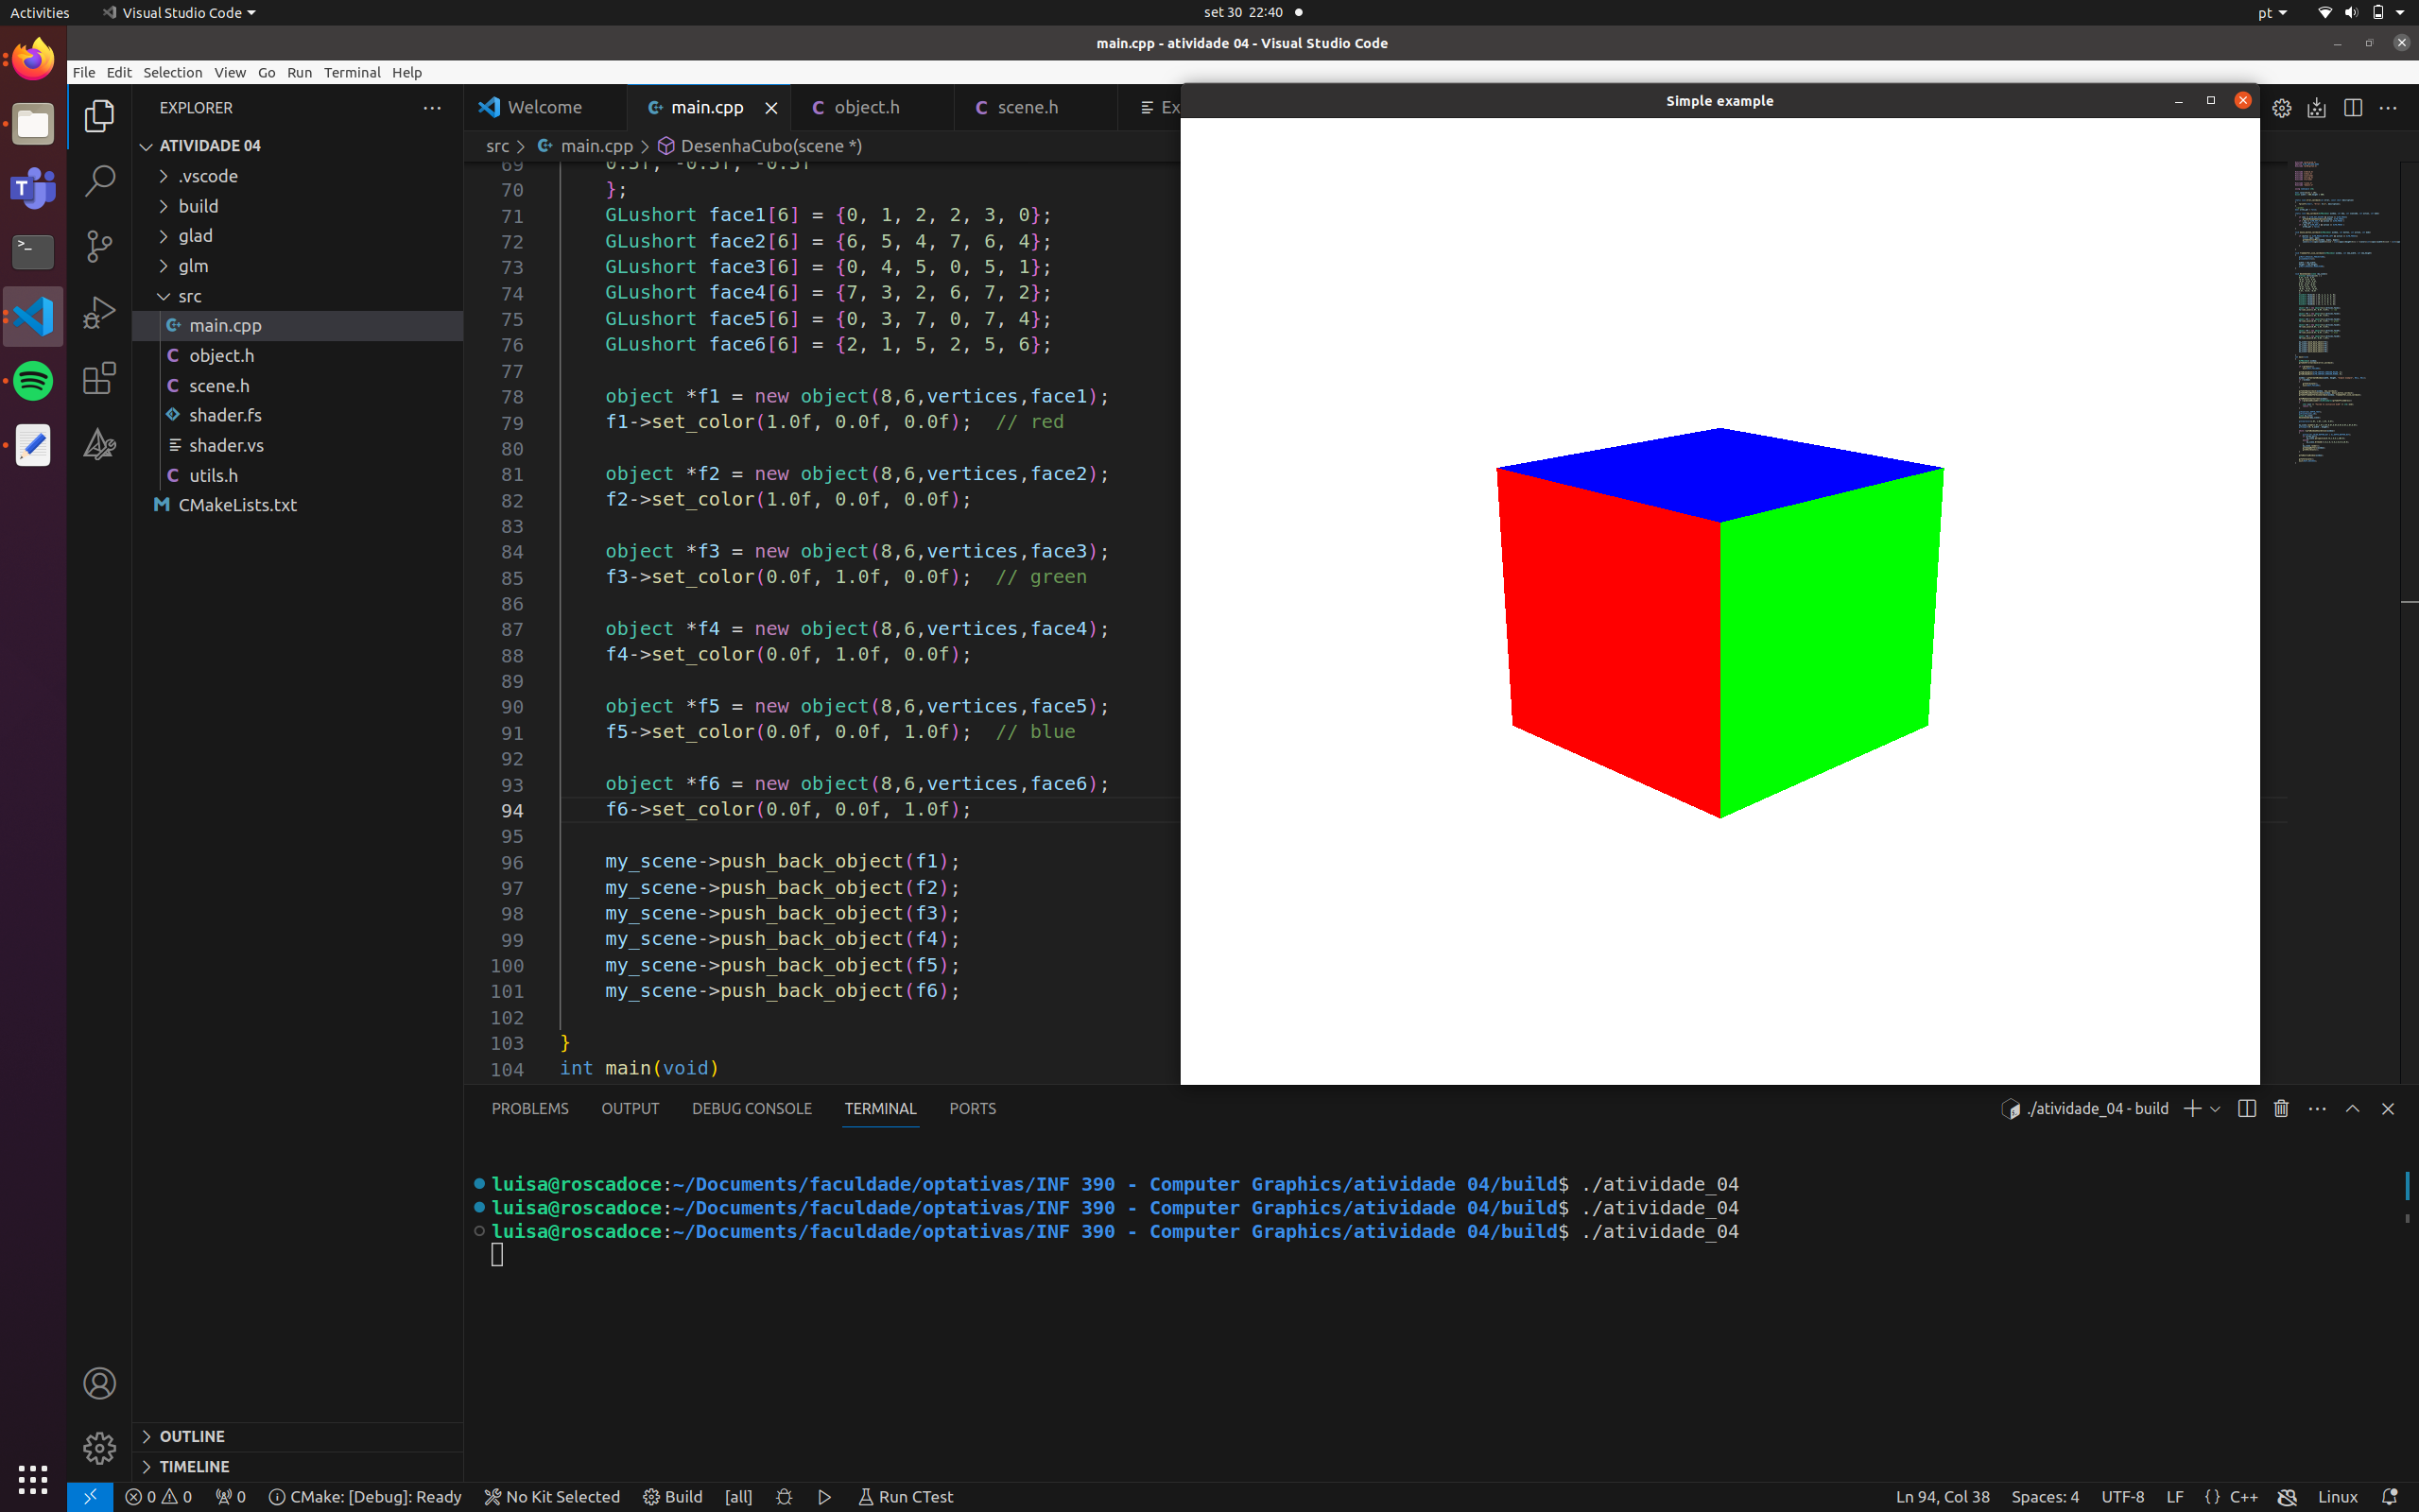 Activities
Visual Studio Code
set 30 22:40
pt
main.cpp - atividade 04 - Visual Studio Code
File Edit Selection View Go Run Terminal Help
EXPLORER
ATIVIDADE 04
.vscode
build
glad
glm
src
main.cpp
object.h
scene.h
shader.fs
shader.vs
utils.h
CMakeLists.txt
OUTLINE
TIMELINE
Welcome
main.cpp
object.h
scene.h
Ex
src > main.cpp > DesenhaCubo(scene *)
69 0.5f, -0.5f, -0.5f
70 };
71 GLushort face1[6] = {0, 1, 2, 2, 3, 0};
72 GLushort face2[6] = {6, 5, 4, 7, 6, 4};
73 GLushort face3[6] = {0, 4, 5, 0, 5, 1};
74 GLushort face4[6] = {7, 3, 2, 6, 7, 2};
75 GLushort face5[6] = {0, 3, 7, 0, 7, 4};
76 GLushort face6[6] = {2, 1, 5, 2, 5, 6};
77
78 object *f1 = new object(8,6,vertices,face1);
79 f1->set_color(1.0f, 0.0f, 0.0f);  // red
80
81 object *f2 = new object(8,6,vertices,face2);
82 f2->set_color(1.0f, 0.0f, 0.0f);
83
84 object *f3 = new object(8,6,vertices,face3);
85 f3->set_color(0.0f, 1.0f, 0.0f);  // green
86
87 object *f4 = new object(8,6,vertices,face4);
88 f4->set_color(0.0f, 1.0f, 0.0f);
89
90 object *f5 = new object(8,6,vertices,face5);
91 f5->set_color(0.0f, 0.0f, 1.0f);  // blue
92
93 object *f6 = new object(8,6,vertices,face6);
94 f6->set_color(0.0f, 0.0f, 1.0f);
95
96 my_scene->push_back_object(f1);
97 my_scene->push_back_object(f2);
98 my_scene->push_back_object(f3);
99 my_scene->push_back_object(f4);
100 my_scene->push_back_object(f5);
101 my_scene->push_back_object(f6);
102
103 }
104 int main(void)
Simple example
PROBLEMS OUTPUT DEBUG CONSOLE TERMINAL PORTS
./atividade_04 - build
luisa@roscadoce:~/Documents/faculdade/optativas/INF 390 - Computer Graphics/atividade 04/build$ ./atividade_04
luisa@roscadoce:~/Documents/faculdade/optativas/INF 390 - Computer Graphics/atividade 04/build$ ./atividade_04
luisa@roscadoce:~/Documents/faculdade/optativas/INF 390 - Computer Graphics/atividade 04/build$ ./atividade_04
0 0 0 CMake: [Debug]: Ready No Kit Selected Build [all] Run CTest
Ln 94, Col 38 Spaces: 4 UTF-8 LF {} C++ Linux